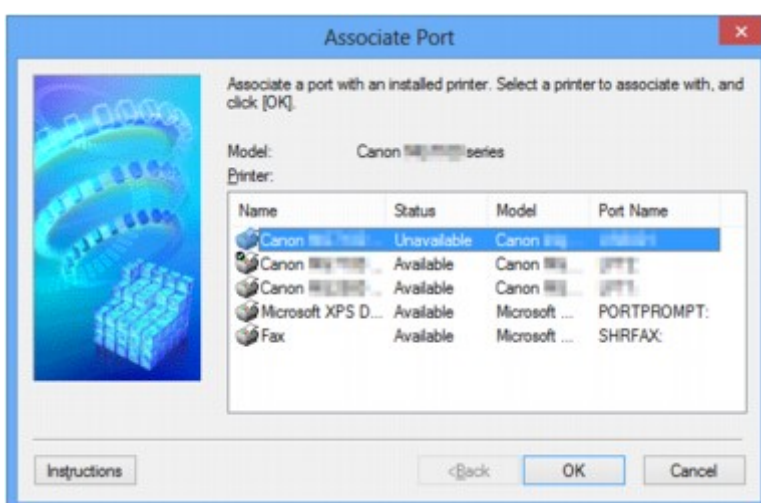 Associate Port
Associate a port with an installed printer. Select a printer to associate with, and
click [OK].
Model: Canon series
Printer:
Name Status Model Port Name
Canon Unavailable Canon
Canon ... Available Canon ...
Canon ... Available Canon ...
Microsoft XPS D... Available Microsoft ... PORTPROMPT:
Fax Available Microsoft ... SHRFAX:
Instructions <Back OK Cancel